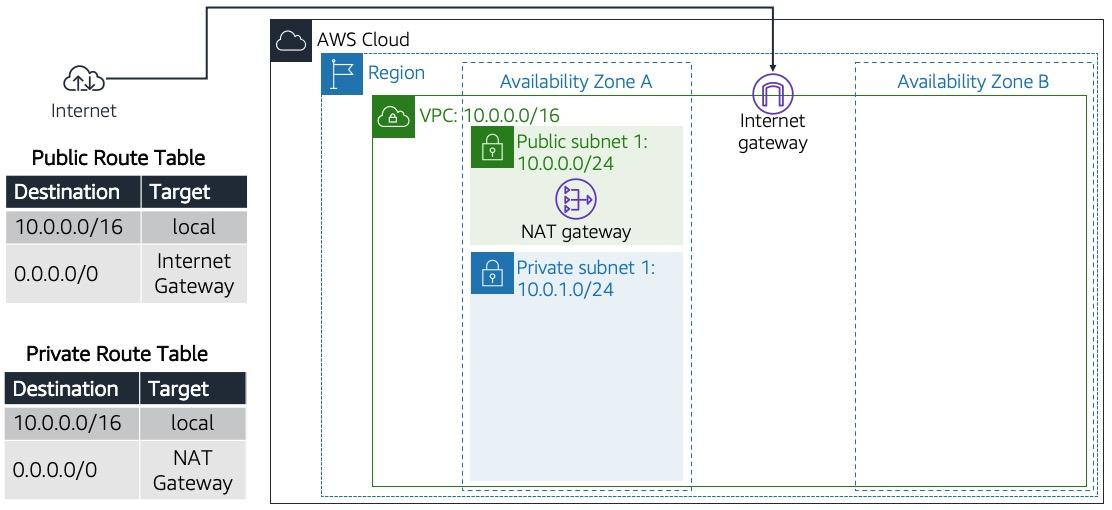 AWS Cloud
Internet
Region
Availability Zone A
Availability Zone B
VPC: 10.0.0.0/16
Internet
gateway
Public subnet 1:
10.0.0.0/24
NAT gateway
Private subnet 1:
10.0.1.0/24
Public Route Table
Destination Target
10.0.0.0/16 local
0.0.0.0/0 Internet
Gateway
Private Route Table
Destination Target
10.0.0.0/16 local
0.0.0.0/0 NAT
Gateway